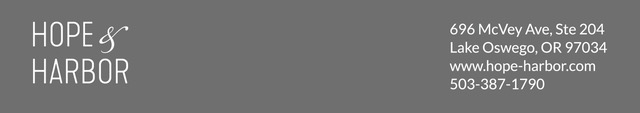 HOPE &
HARBOR
696 McVey Ave, Ste 204
Lake Oswego, OR 97034
www.hope-harbor.com
503-387-1790